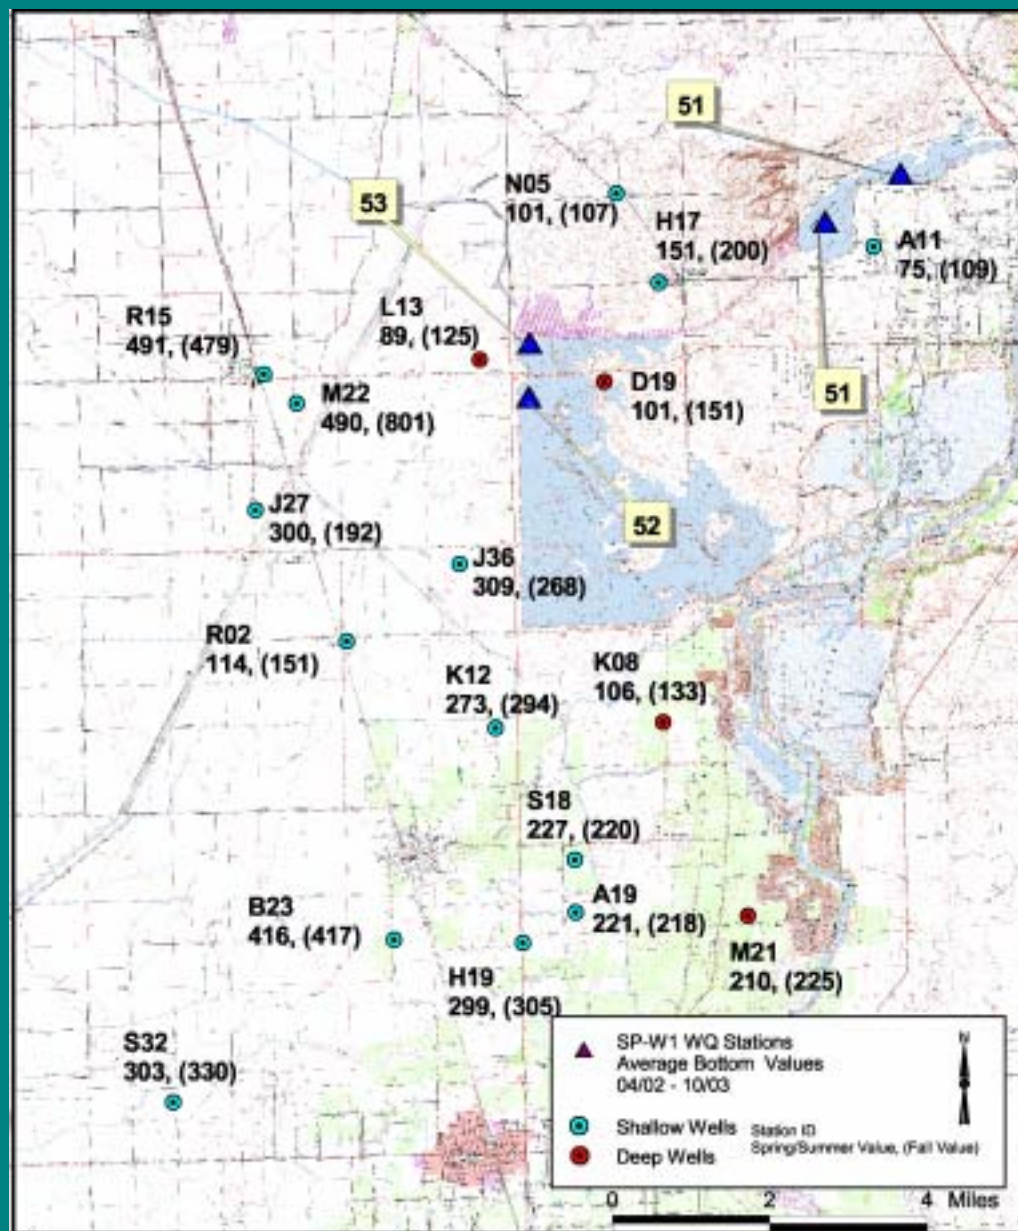 51
53
N05
101, (107)
H17
151, (200)
A11
75, (109)
L13
89, (125)
R15
491, (479)
M22
490, (801)
D19
101, (151)
51
J27
300, (192)
52
J36
309, (268)
R02
114, (151)
K12
273, (294)
K08
106, (133)
S18
227, (220)
A19
221, (218)
B23
416, (417)
M21
210, (225)
H19
299, (305)
S32
303, (330)
SP-W1 WQ Stations
Average Bottom Values
04/02 - 10/03
N
Shallow Wells
Station ID
Spring/Summer Value, (Fall Value)
Deep Wells
0 2 4 Miles